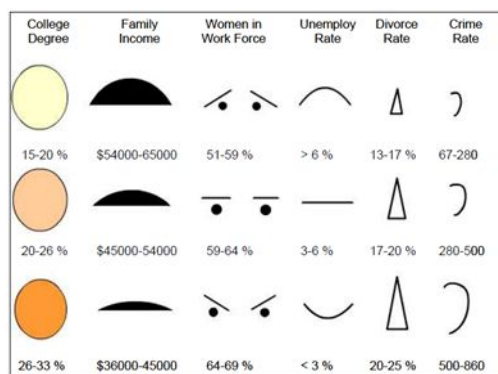 College Degree Family Income Women in Work Force Unemploy Rate Divorce Rate Crime Rate
15-20 % $54000-65000 51-59 % > 6 % 13-17 % 67-280
20-26 % $45000-54000 59-64 % 3-6 % 17-20 % 280-500
26-33 % $36000-45000 64-69 % < 3 % 20-25 % 500-860